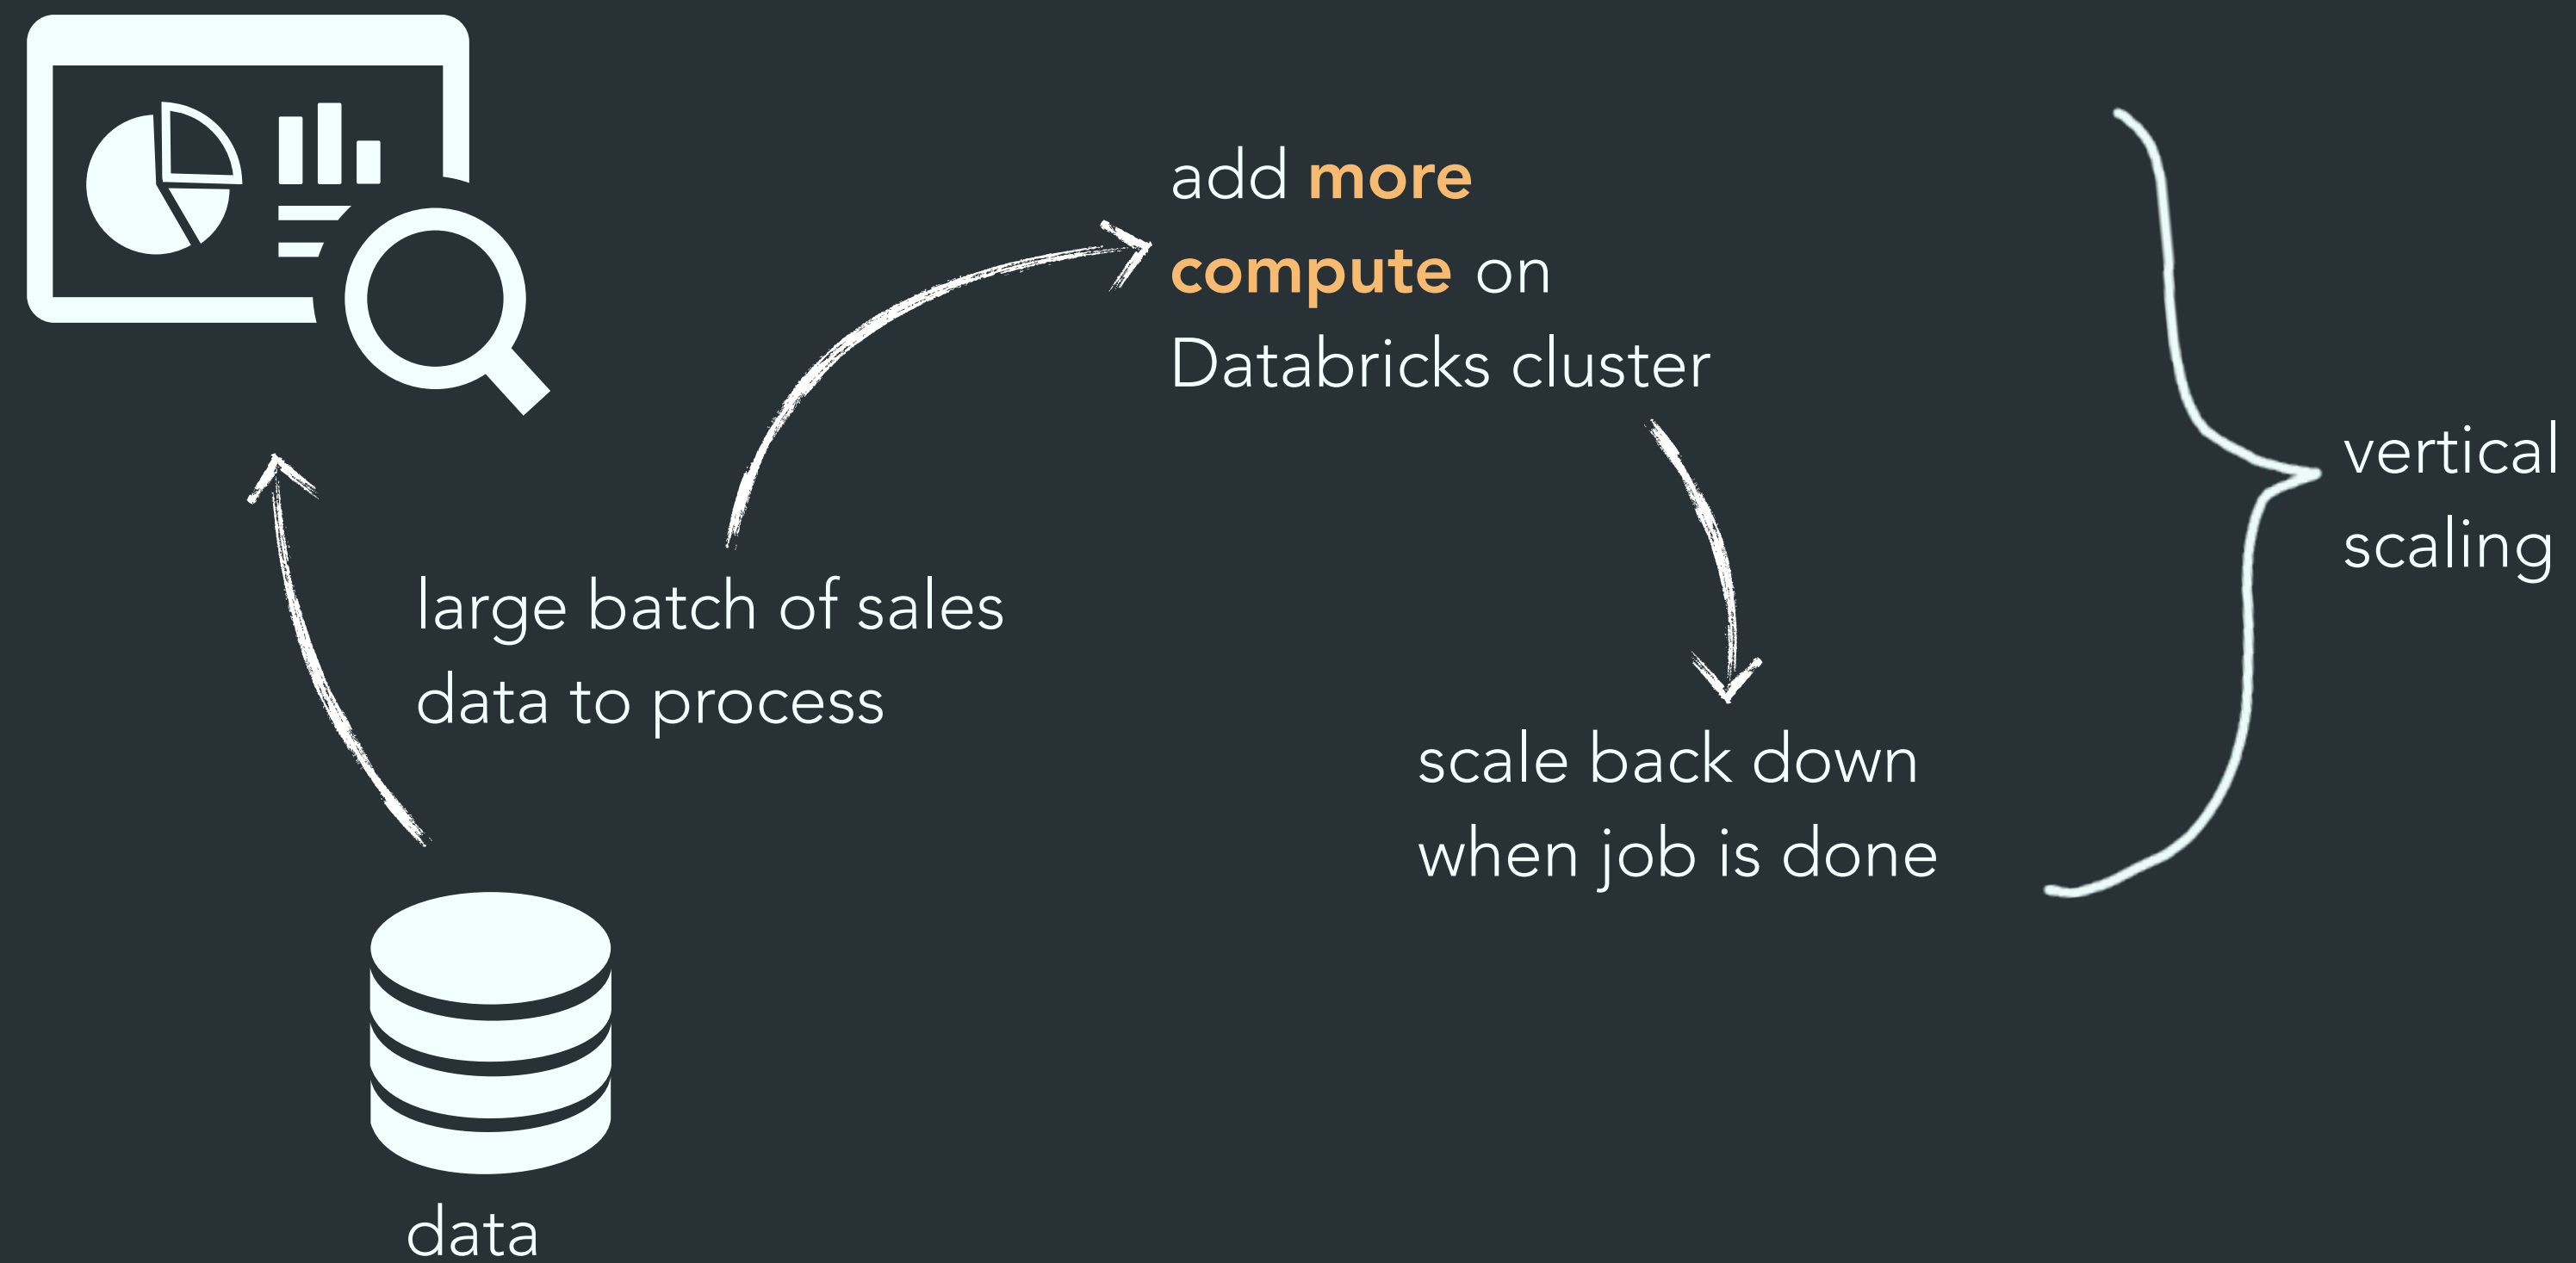 add more
compute on
Databricks cluster
vertical
scaling
large batch of sales
data to process
scale back down
when job is done
data